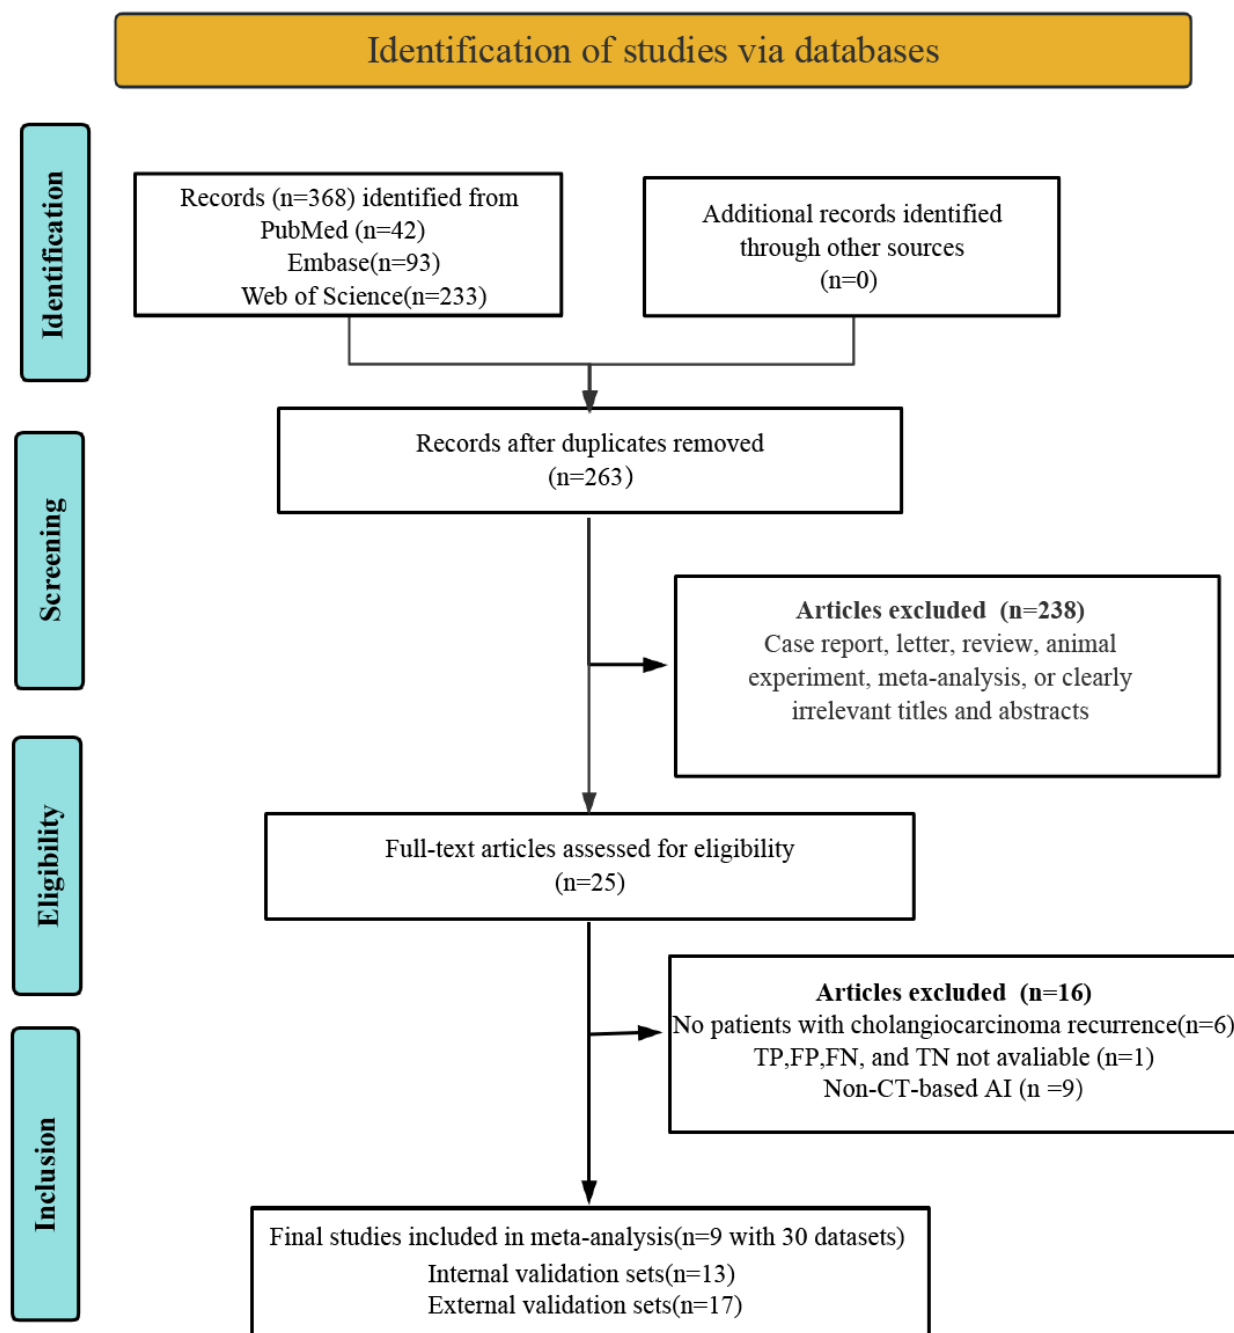 Identification of studies via databases
Identification
Records (n=368) identified from
PubMed (n=42)
Embase(n=93)
Web of Science(n=233)
Additional records identified
through other sources
(n=0)
Records after duplicates removed
(n=263)
Screening
Articles excluded (n=238)
Case report, letter, review, animal
experiment, meta-analysis, or clearly
irrelevant titles and abstracts
Eligibility
Full-text articles assessed for eligibility
(n=25)
Articles excluded (n=16)
No patients with cholangiocarcinoma recurrence(n=6)
TP,FP,FN, and TN not avaliable (n=1)
Non-CT-based AI (n =9)
Inclusion
Final studies included in meta-analysis(n=9 with 30 datasets)
Internal validation sets(n=13)
External validation sets(n=17)